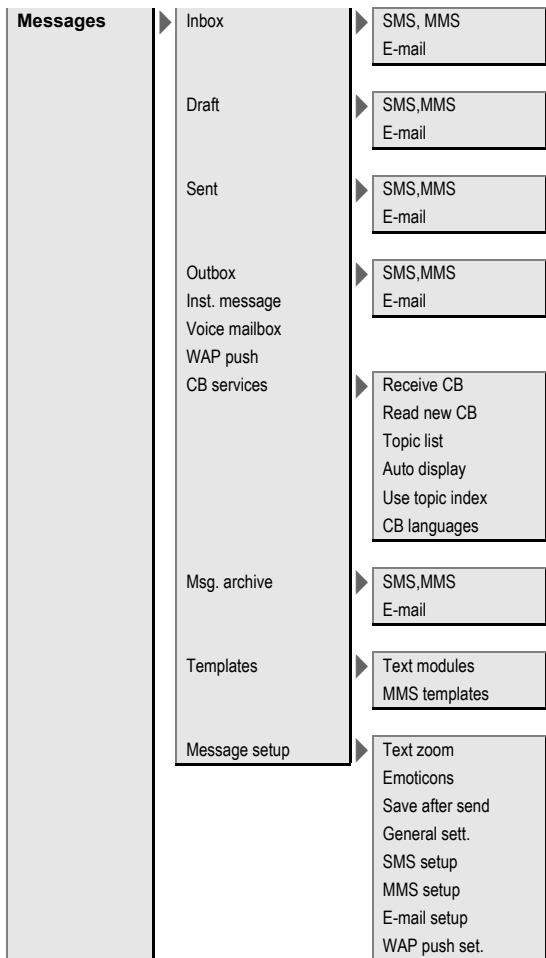 Messages
Inbox
SMS, MMS
E-mail
Draft
SMS,MMS
E-mail
Sent
SMS,MMS
E-mail
Outbox
SMS,MMS
E-mail
Inst. message
Voice mailbox
WAP push
CB services
Receive CB
Read new CB
Topic list
Auto display
Use topic index
CB languages
Msg. archive
SMS,MMS
E-mail
Templates
Text modules
MMS templates
Message setup
Text zoom
Emoticons
Save after send
General sett.
SMS setup
MMS setup
E-mail setup
WAP push set.